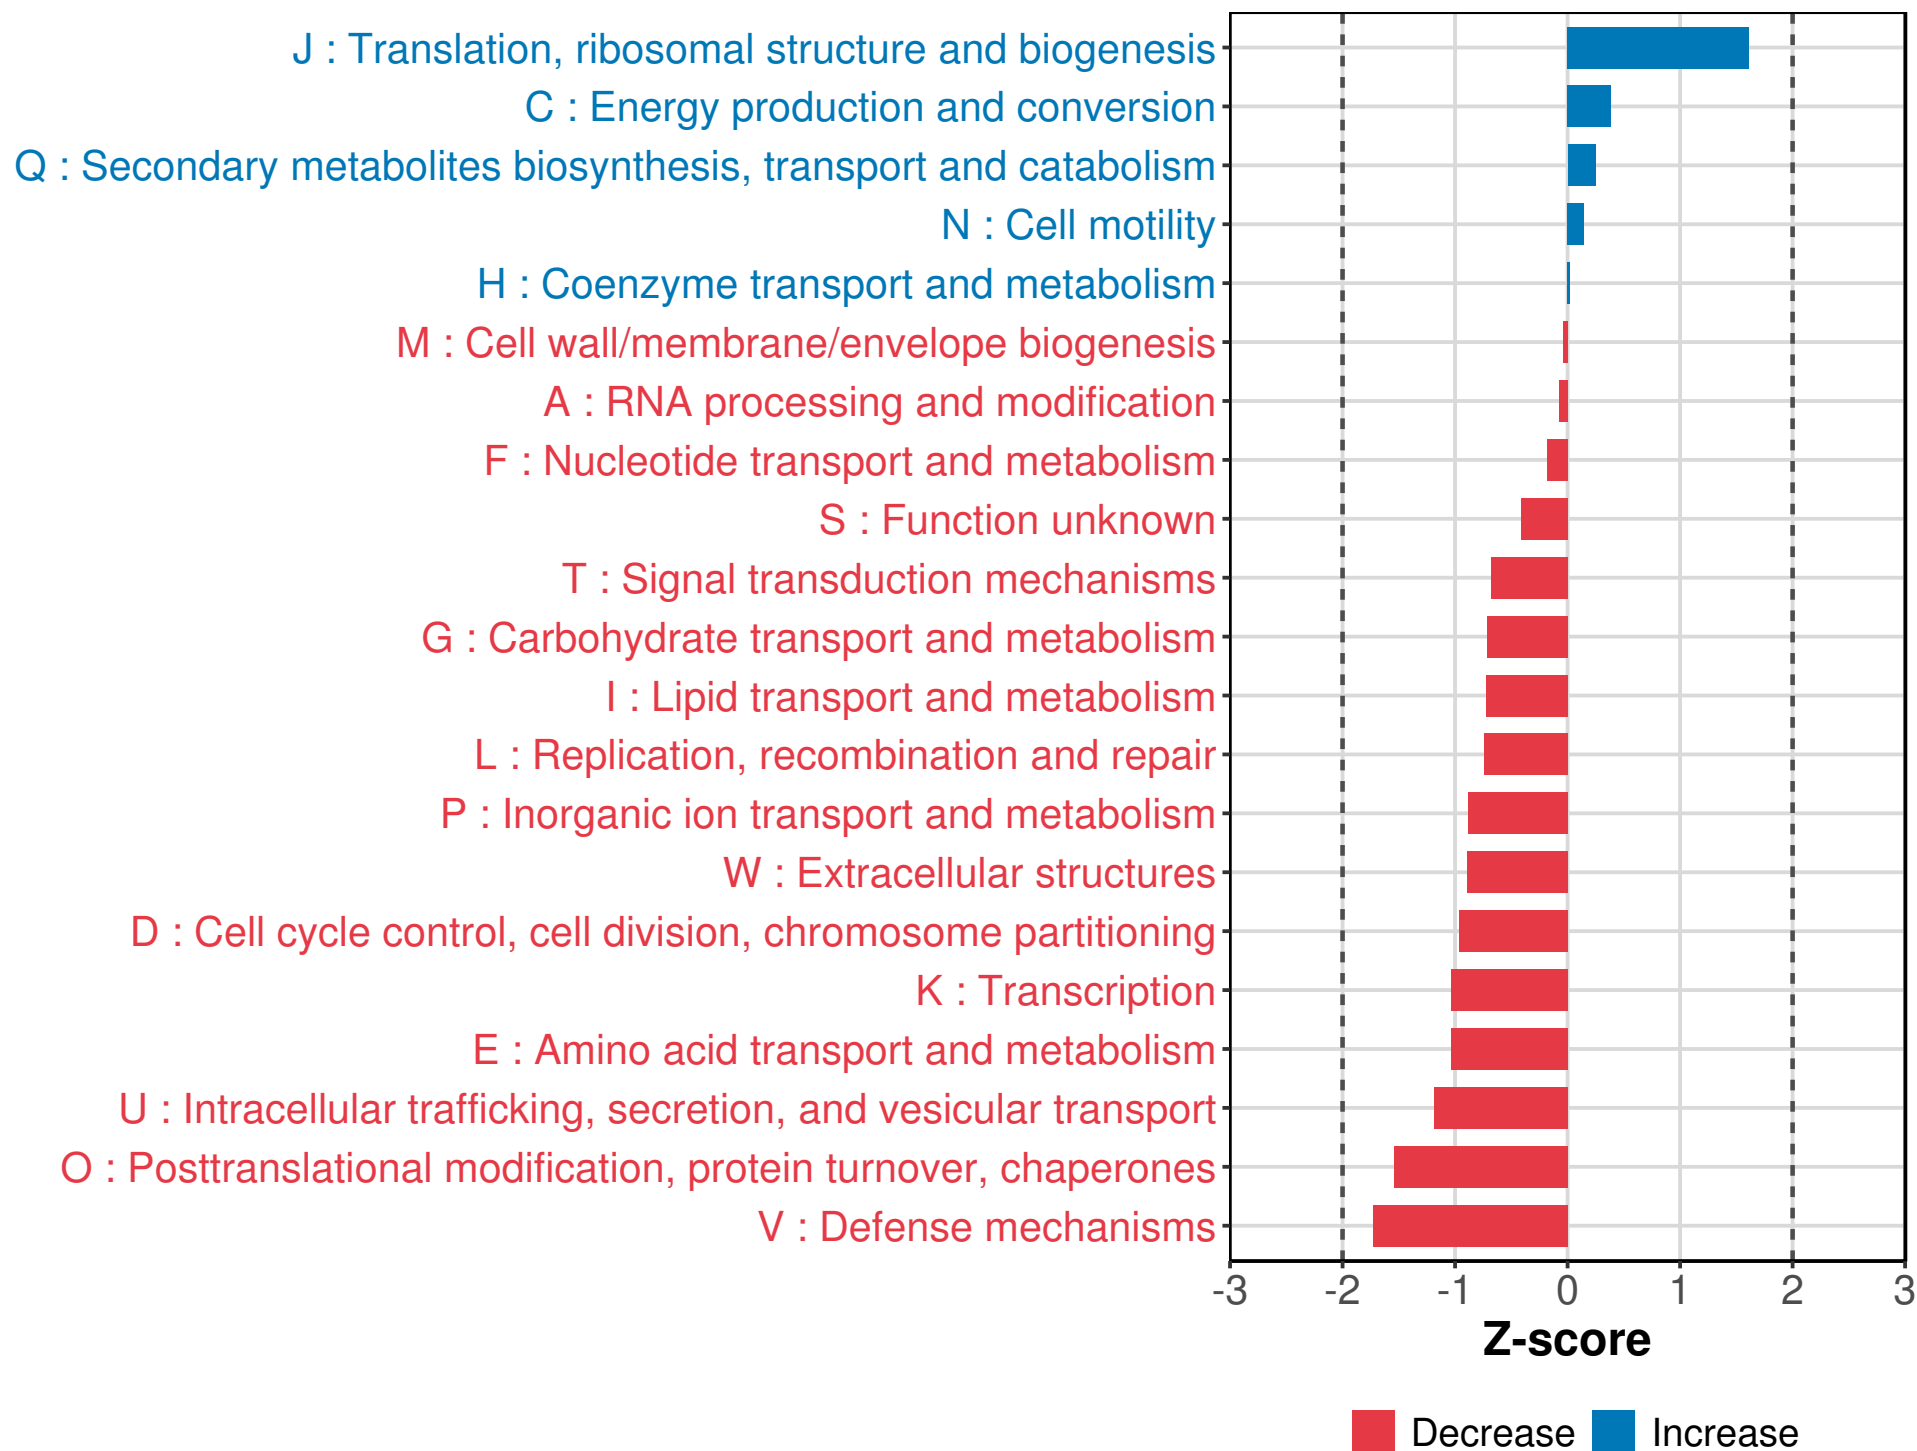 J : Translation, ribosomal structure and biogenesis
C : Energy production and conversion
Q : Secondary metabolites biosynthesis, transport and catabolism
N : Cell motility
H : Coenzyme transport and metabolism
M : Cell wall/membrane/envelope biogenesis
A : RNA processing and modification
F : Nucleotide transport and metabolism
S : Function unknown
T : Signal transduction mechanisms
G : Carbohydrate transport and metabolism
I : Lipid transport and metabolism
L : Replication, recombination and repair
P : Inorganic ion transport and metabolism
W : Extracellular structures
D : Cell cycle control, cell division, chromosome partitioning
K : Transcription
E : Amino acid transport and metabolism
U : Intracellular trafficking, secretion, and vesicular transport
O : Posttranslational modification, protein turnover, chaperones
V : Defense mechanisms
-3 -2 -1 0 1 2 3
Z-score
Decrease Increase